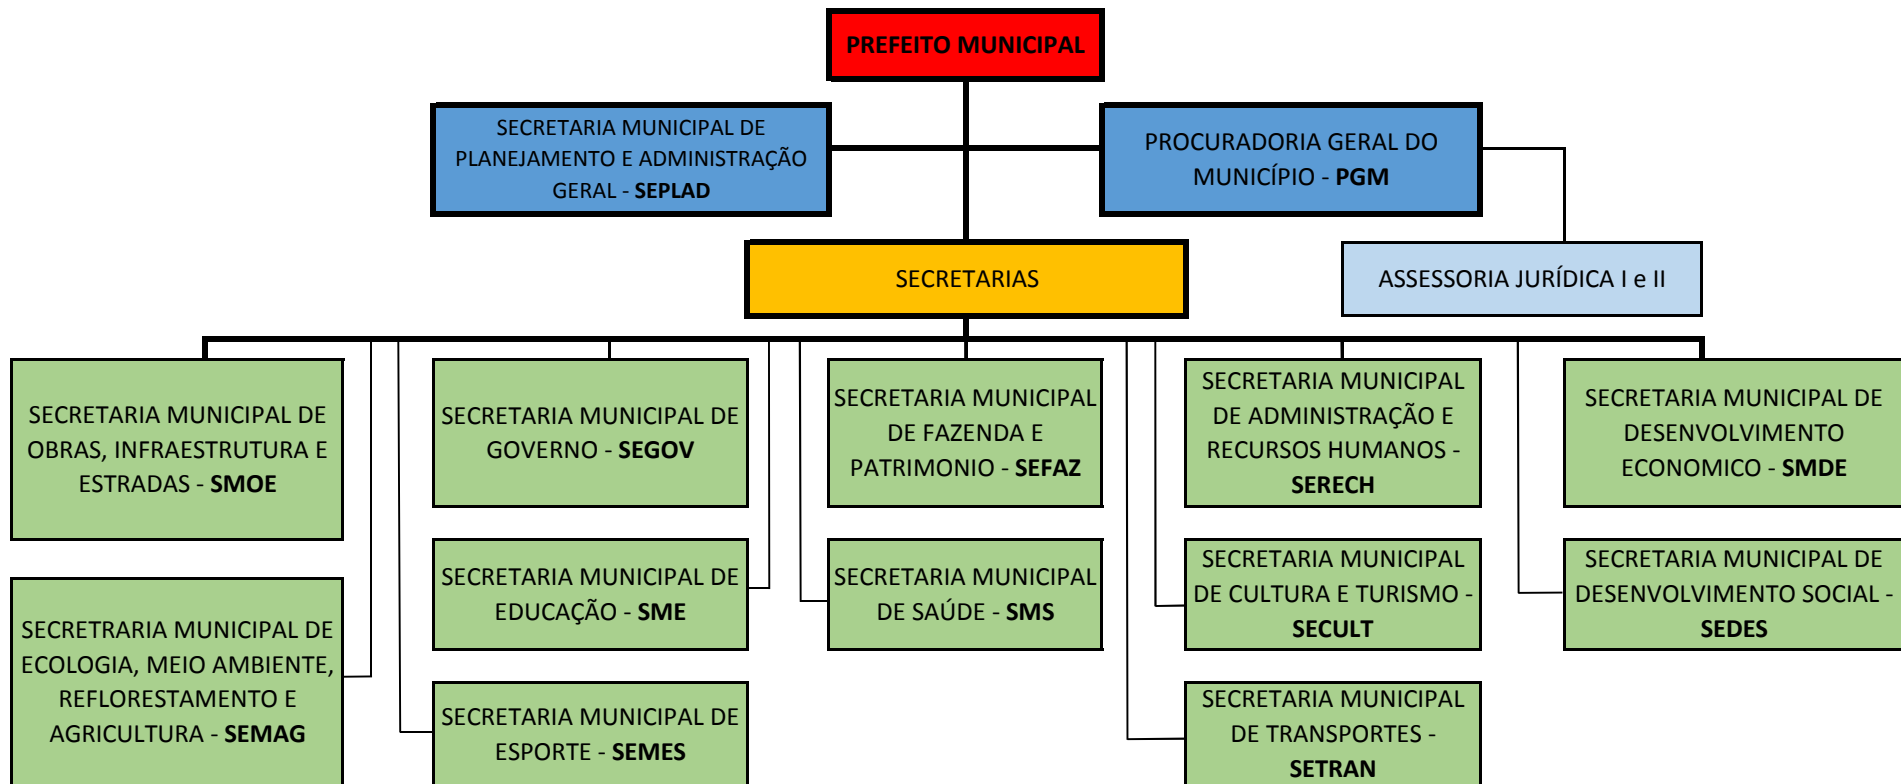 PREFEITO MUNICIPAL
SECRETARIA MUNICIPAL DE
PLANEJAMENTO E ADMINISTRAÇÃO
GERAL - SEPLAD
PROCURADORIA GERAL DO
MUNICÍPIO - PGM
SECRETARIAS
ASSESSORIA JURÍDICA I e II
SECRETARIA MUNICIPAL DE
OBRAS, INFRAESTRUTURA E
ESTRADAS - SMOE
SECRETARIA MUNICIPAL DE
GOVERNO - SEGOV
SECRETARIA MUNICIPAL
DE FAZENDA E
PATRIMONIO - SEFAZ
SECRETARIA MUNICIPAL
DE ADMINISTRAÇÃO E
RECURSOS HUMANOS -
SERECH
SECRETARIA MUNICIPAL DE
DESENVOLVIMENTO
ECONOMICO - SMDE
SECRETRARIA MUNICIPAL DE
ECOLOGIA, MEIO AMBIENTE,
REFLORESTAMENTO E
AGRICULTURA - SEMAG
SECRETARIA MUNICIPAL DE
EDUCAÇÃO - SME
SECRETARIA MUNICIPAL
DE SAÚDE - SMS
SECRETARIA MUNICIPAL
DE CULTURA E TURISMO -
SECULT
SECRETARIA MUNICIPAL DE
DESENVOLVIMENTO SOCIAL -
SEDES
SECRETARIA MUNICIPAL DE
ESPORTE - SEMES
SECRETARIA MUNICIPAL
DE TRANSPORTES -
SETRAN